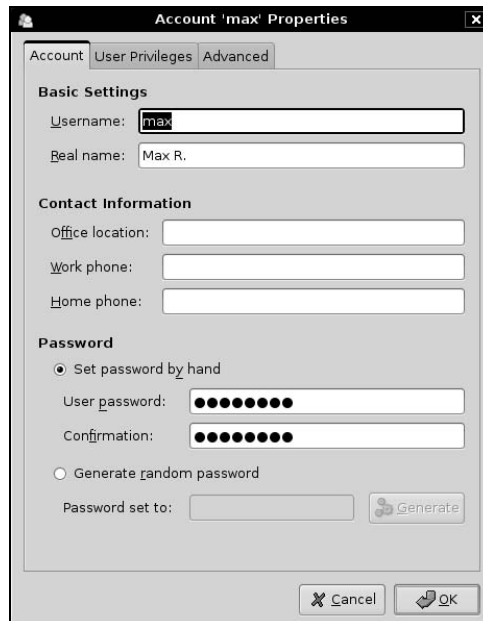 Account 'max' Properties
Account User Privileges Advanced
Basic Settings
Username: max
Real name: Max R.
Contact Information
Office location:
Work phone:
Home phone:
Password
Set password by hand
User password: ●●●●●●●●
Confirmation: ●●●●●●●●
Generate random password
Password set to: Generate
Cancel OK